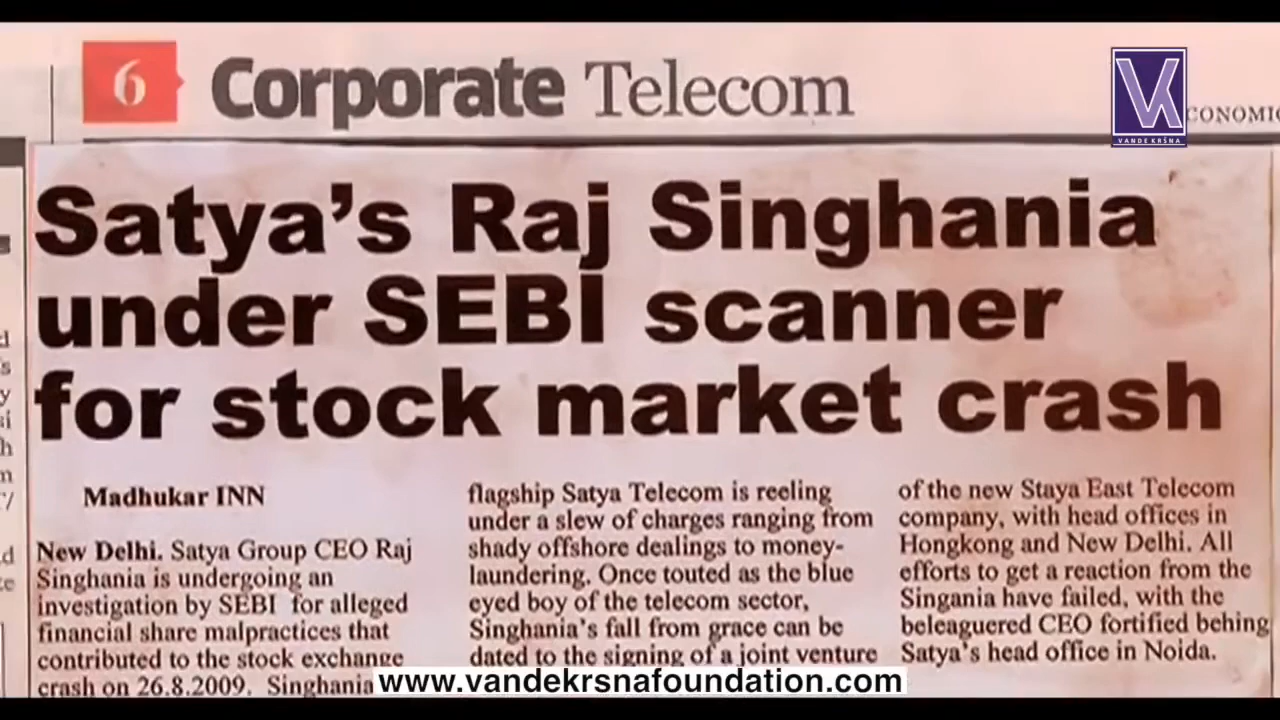 6 Corporate Telecom
VK
VANDE KRŠNA
CONOMIC
Satya's Raj Singhania
under SEBI scanner
for stock market crash
Madhukar INN
New Delhi. Satya Group CEO Raj
Singhania is undergoing an
investigation by SEBI for alleged
financial share malpractices that
contributed to the stock exchange
crash on 26.8.2009. Singhania
flagship Satya Telecom is reeling
under a slew of charges ranging from
shady offshore dealings to money-
laundering. Once touted as the blue
eyed boy of the telecom sector,
Singhania's fall from grace can be
dated to the signing of a joint venture
of the new Staya East Telecom
company, with head offices in
Hongkong and New Delhi. All
efforts to get a reaction from the
Singania have failed, with the
beleaguered CEO fortified behing
Satya's head office in Noida.
www.vandekrsnafoundation.com